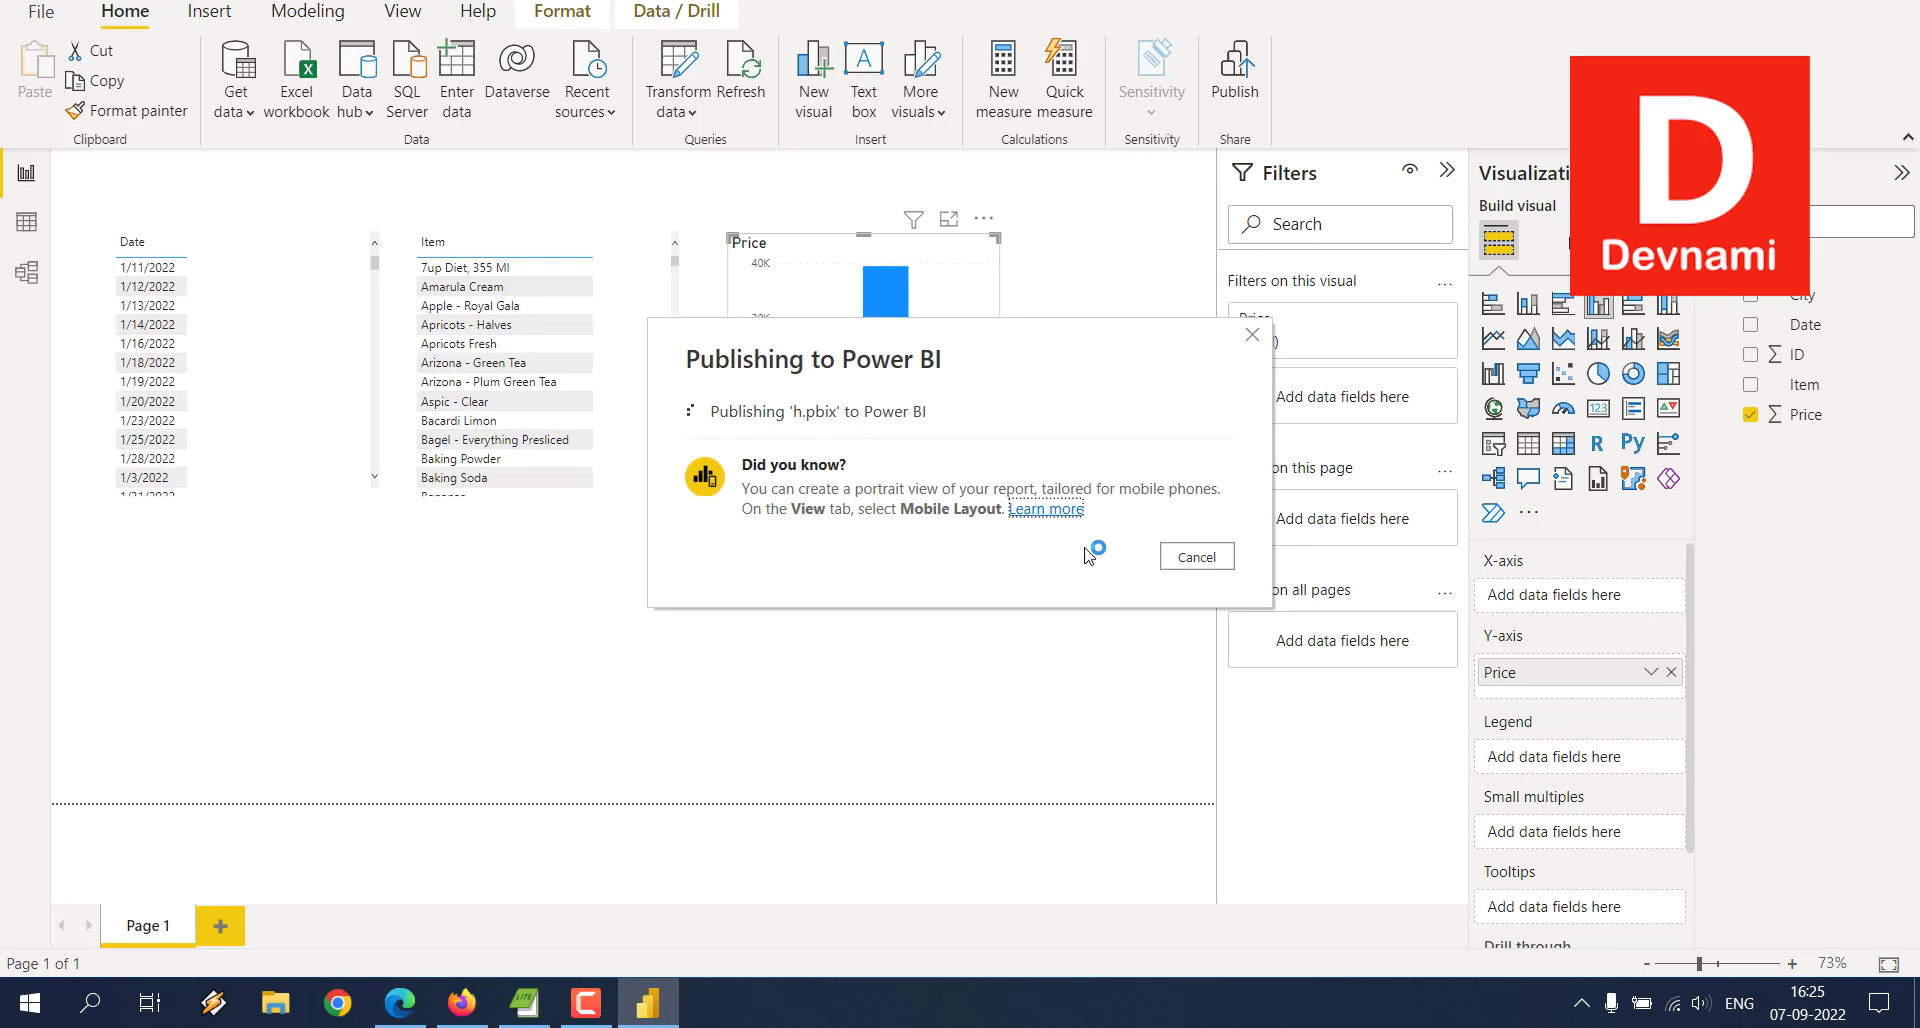 File Home Insert Modeling View Help Format Data / Drill
Paste
Cut
Copy
Format painter
Clipboard
Get data
Excel workbook
Data hub
SQL Server
Enter data
Dataverse
Recent sources
Data
Transform data
Refresh
Queries
New visual
Text box
More visuals
Insert
New measure
Quick measure
Calculations
Sensitivity
Sensitivity
Publish
Share
D
Devnami
Date
1/11/2022
1/12/2022
1/13/2022
1/14/2022
1/16/2022
1/18/2022
1/19/2022
1/20/2022
1/23/2022
1/25/2022
1/28/2022
1/3/2022
1/31/2022
Item
7up Diet, 355 Ml
Amarula Cream
Apple - Royal Gala
Apricots - Halves
Apricots Fresh
Arizona - Green Tea
Arizona - Plum Green Tea
Aspic - Clear
Bacardi Limon
Bagel - Everything Presliced
Baking Powder
Baking Soda
Bananas
Price
40K
Publishing to Power BI
Publishing 'h.pbix' to Power BI
Did you know?
You can create a portrait view of your report, tailored for mobile phones.
On the View tab, select Mobile Layout. Learn more
Cancel
Filters
Search
Filters on this visual
Price
Add data fields here
on this page
Add data fields here
on all pages
Add data fields here
Visualizati
Build visual
R
Py
123
X-axis
Add data fields here
Y-axis
Price
Legend
Add data fields here
Small multiples
Add data fields here
Tooltips
Add data fields here
Drill through
City
Date
Σ ID
Item
Σ Price
Page 1
Page 1 of 1
73%
LITE
ENG
16:25
07-09-2022